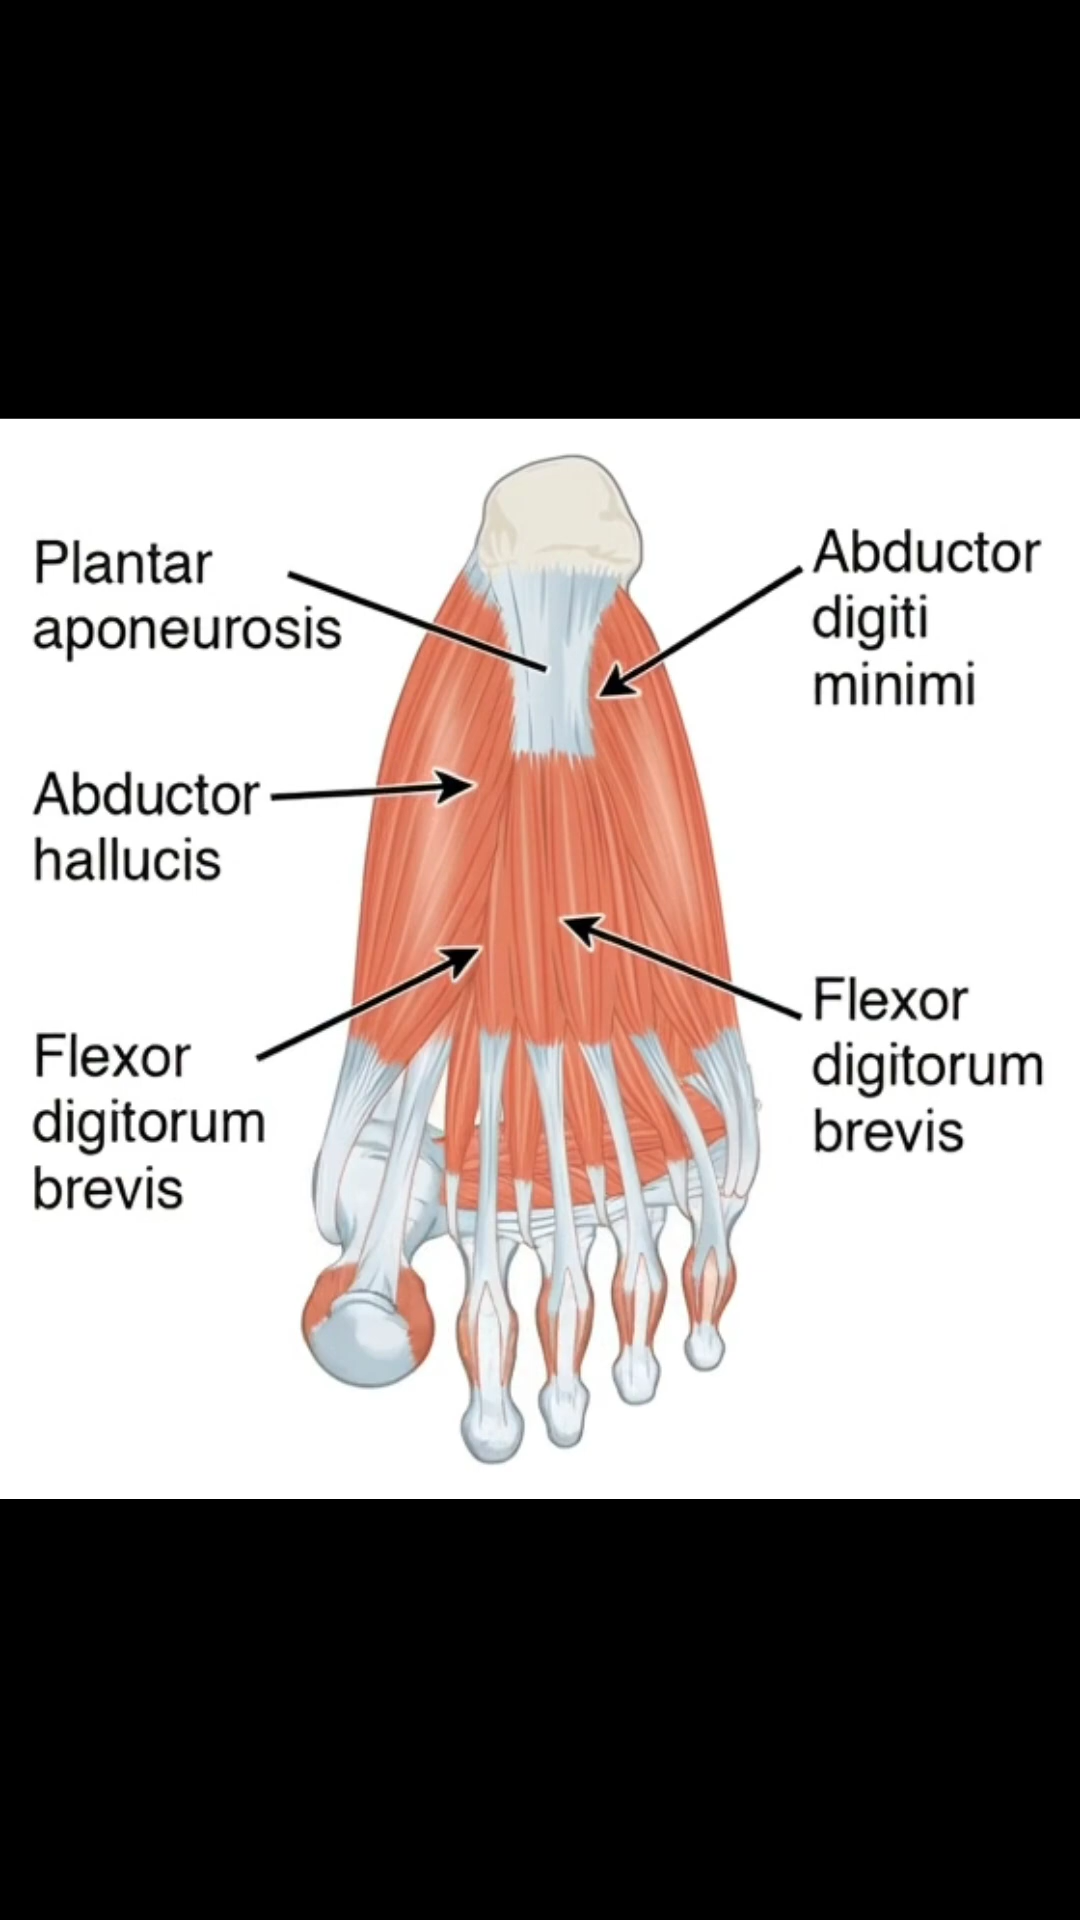 Plantar
aponeurosis
Abductor
hallucis
Flexor
digitorum
brevis
Abductor
digiti
minimi
Flexor
digitorum
brevis